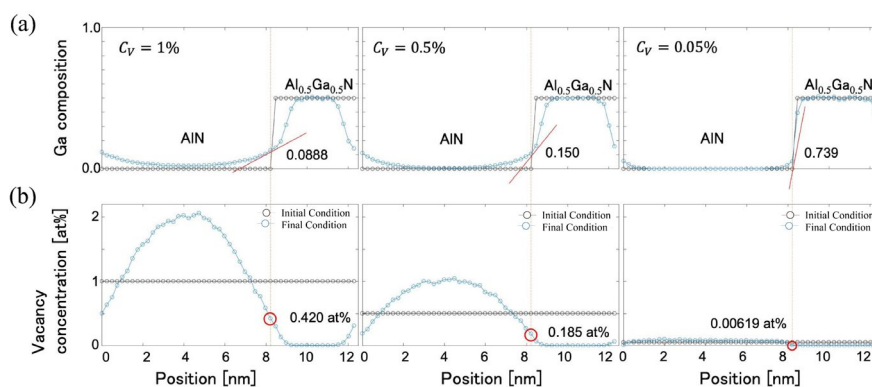 (a)
Ga composition
1.0
0.0
C_V = 1%
AlN
Al0.5Ga0.5N
0.0888
C_V = 0.5%
AlN
Al0.5Ga0.5N
0.150
C_V = 0.05%
AlN
Al0.5Ga0.5N
0.739
(b)
Vacancy
concentration [at%]
2
1
0
Initial Condition
Final Condition
0.420 at%
0 2 4 6 8 10 12
Position [nm]
Initial Condition
Final Condition
0.185 at%
0 2 4 6 8 10 12
Position [nm]
Initial Condition
Final Condition
0.00619 at%
0 2 4 6 8 10 12
Position [nm]